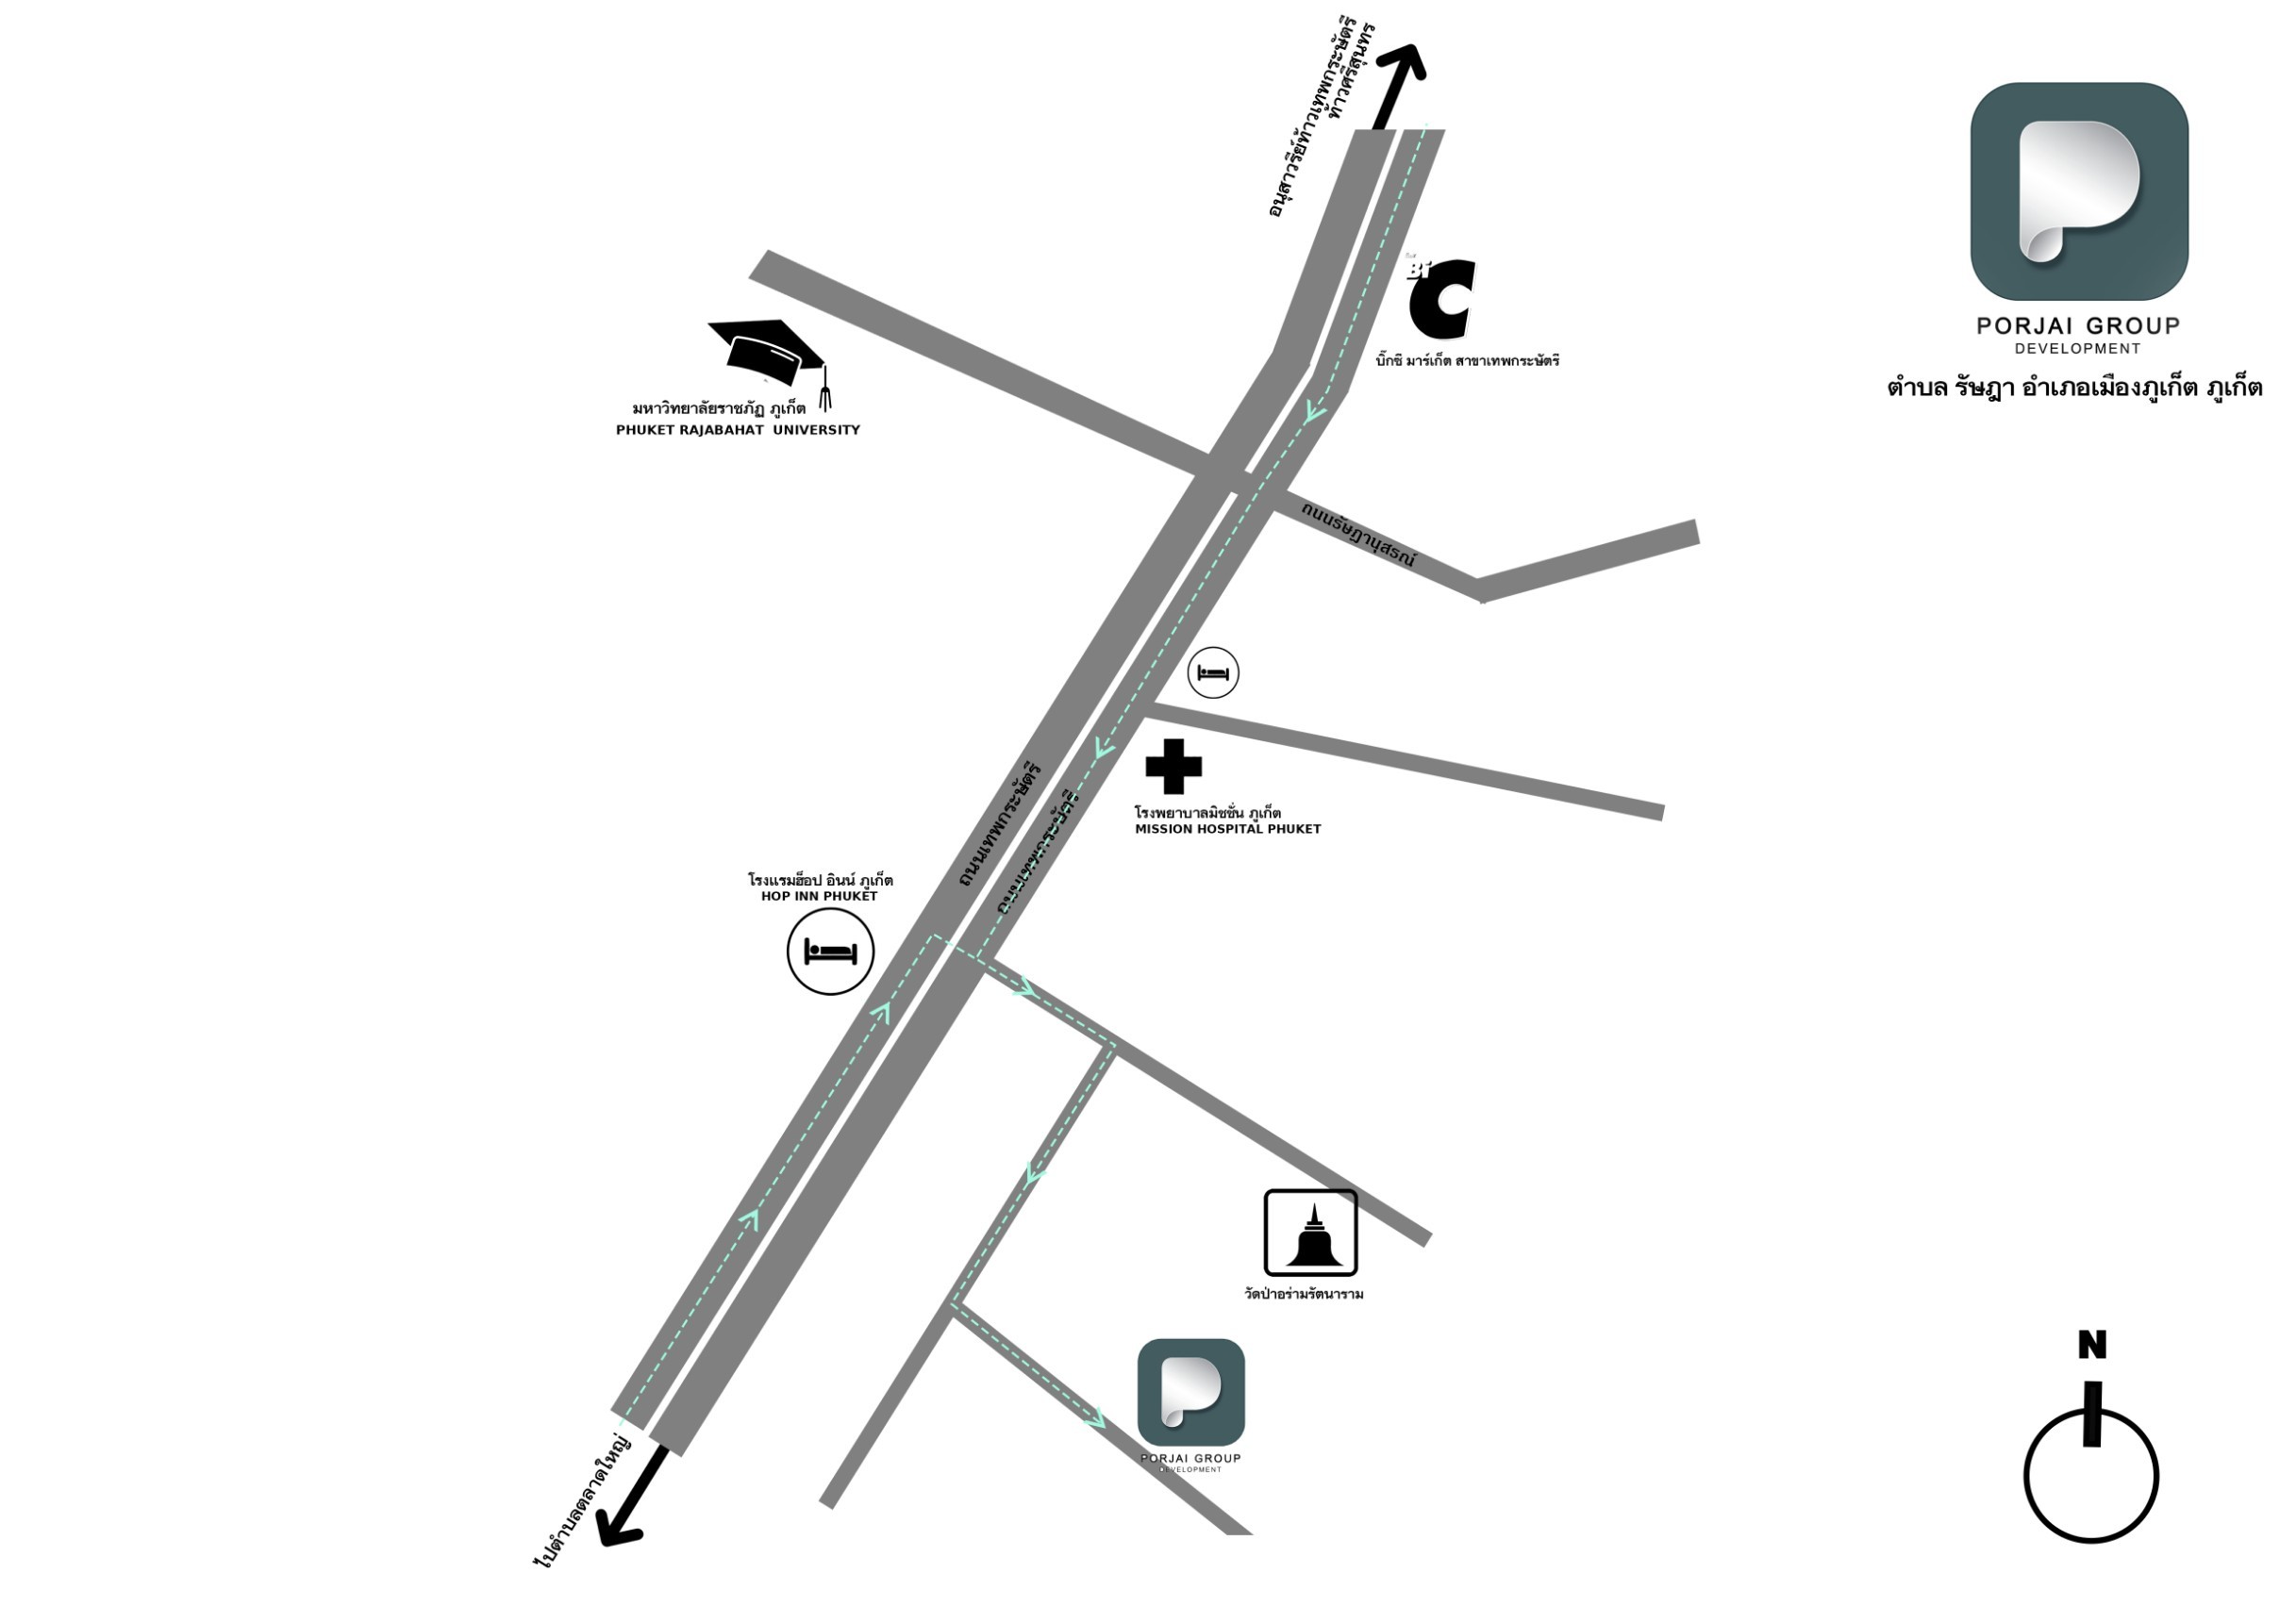 อนุสาวรีย์ท้าวเทพกระษัตรี
ท้าวศรีสุนทร
Bi
C
บิ๊กซี มาร์เก็ต สาขาเทพกระษัตรี
PORJAI GROUP
DEVELOPMENT
ตำบล รัษฎา อำเภอเมืองภูเก็ต ภูเก็ต
มหาวิทยาลัยราชภัฏ ภูเก็ต
PHUKET RAJABAHAT UNIVERSITY
ถนนรัษฎานุสรณ์
ถนนเทพกระษัตรี
ถนนเทพกระษัตรี
โรงพยาบาลมิชชั่น ภูเก็ต
MISSION HOSPITAL PHUKET
โรงแรมฮ็อป อินน์ ภูเก็ต
HOP INN PHUKET
วัดป่าอร่ามรัตนาราม
PORJAI GROUP
DEVELOPMENT
N
ไปตำบลตลาดใหญ่